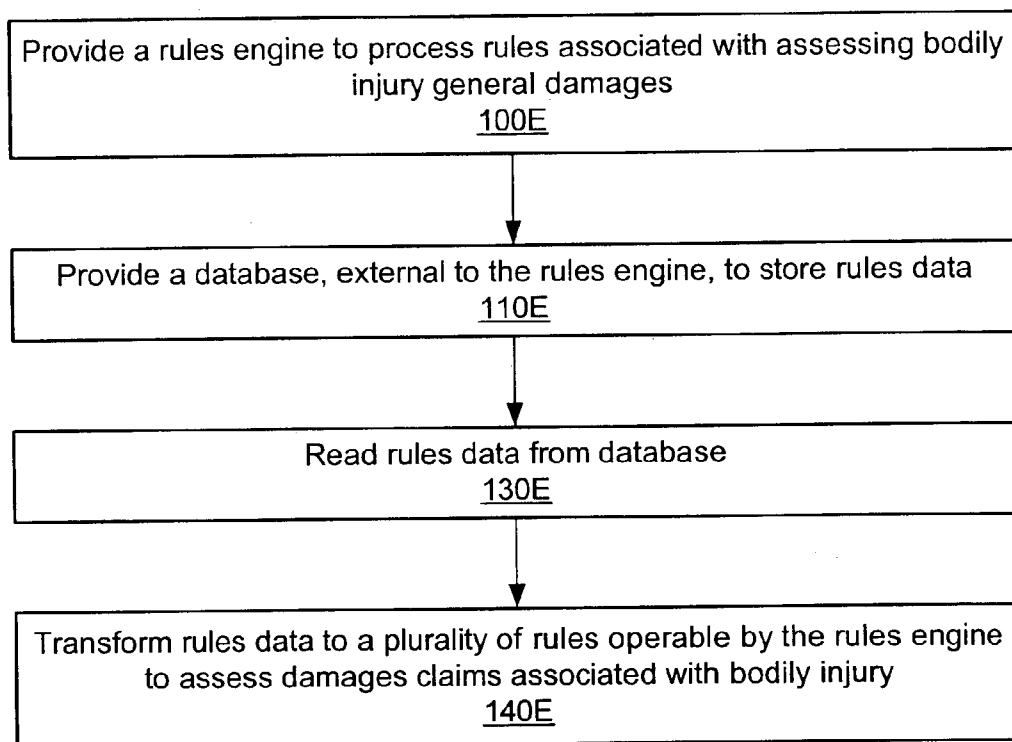 Provide a rules engine to process rules associated with assessing bodily
injury general damages
100E
Provide a database, external to the rules engine, to store rules data
110E
Read rules data from database
130E
Transform rules data to a plurality of rules operable by the rules engine
to assess damages claims associated with bodily injury
140E